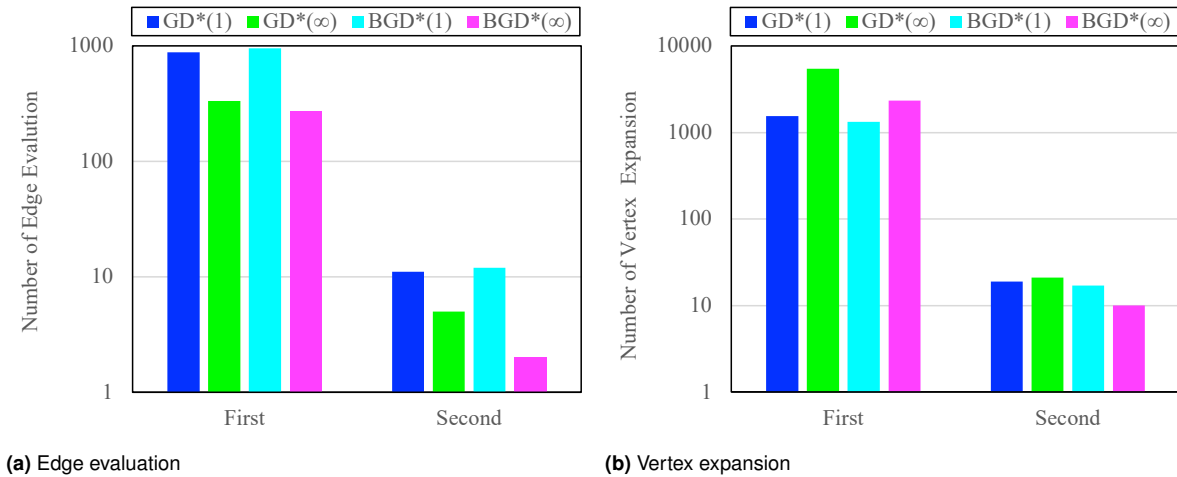 GD*(1) GD*(∞) BGD*(1) BGD*(∞)
1000
100
10
1
Number of Edge Evalution
First Second
(a) Edge evaluation
GD*(1) GD*(∞) BGD*(1) BGD*(∞)
10000
1000
100
10
1
Number of Vertex Expansion
First Second
(b) Vertex expansion